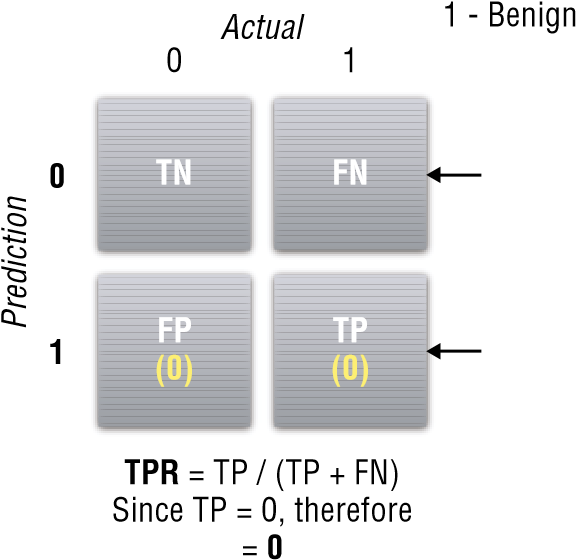 Actual
1 - Benign
0 1
Prediction
0
TN FN
1
FP TP
(0) (0)
TPR = TP / (TP + FN)
Since TP = 0, therefore
= 0